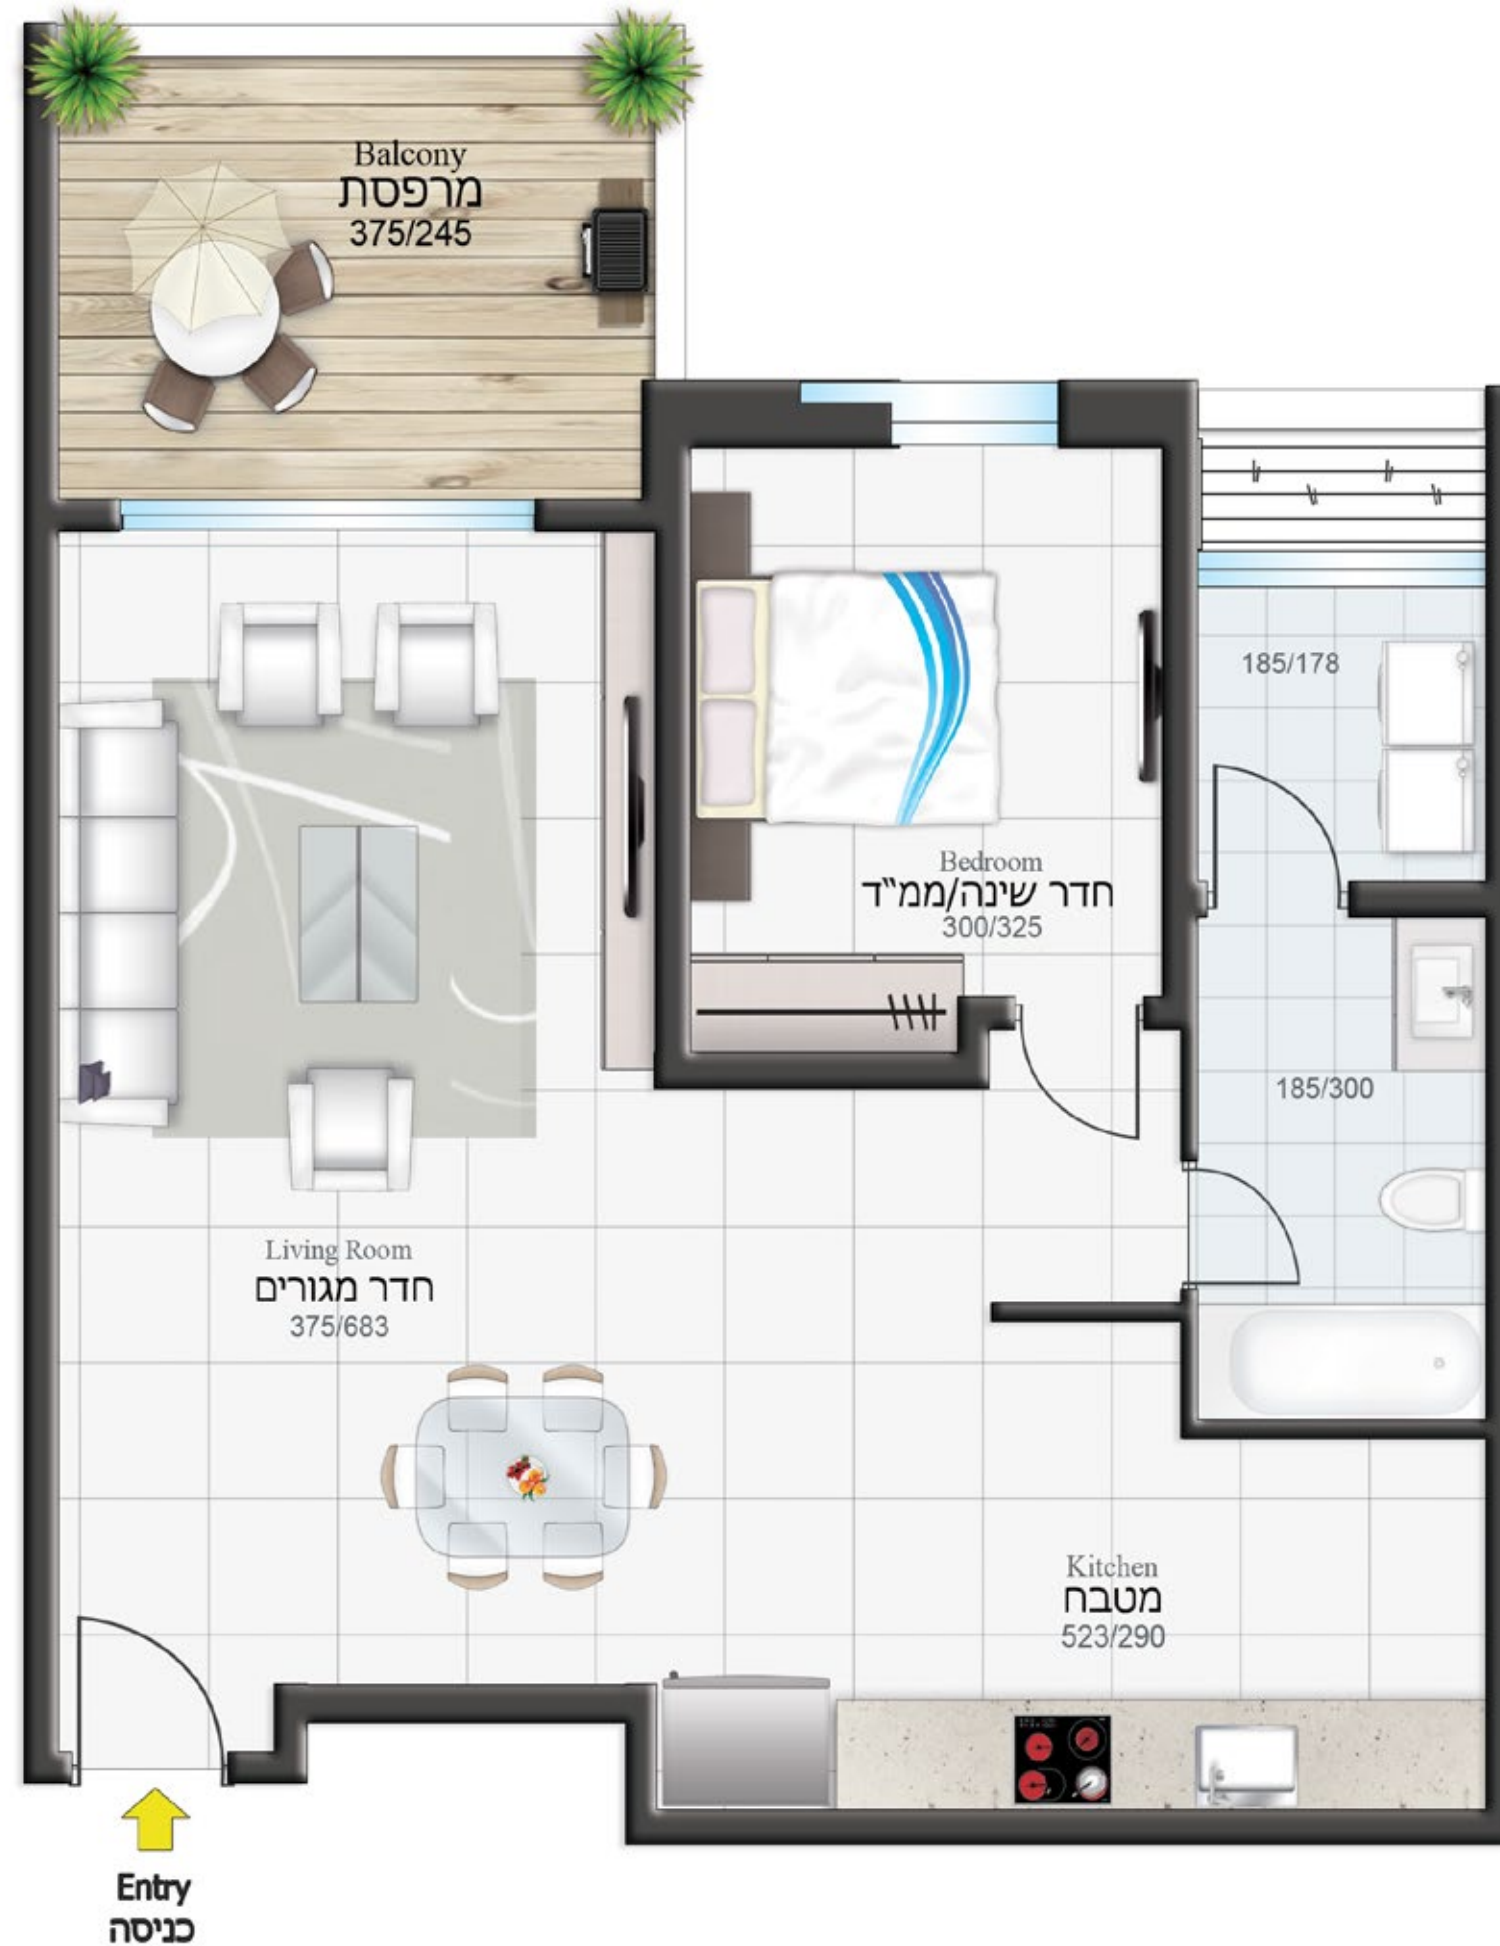 Balcony
מרפסת
375/245
185/178
Bedroom
חדר שינה/ממ"ד
300/325
185/300
Living Room
חדר מגורים
375/683
Kitchen
מטבח
523/290
Entry
כניסה